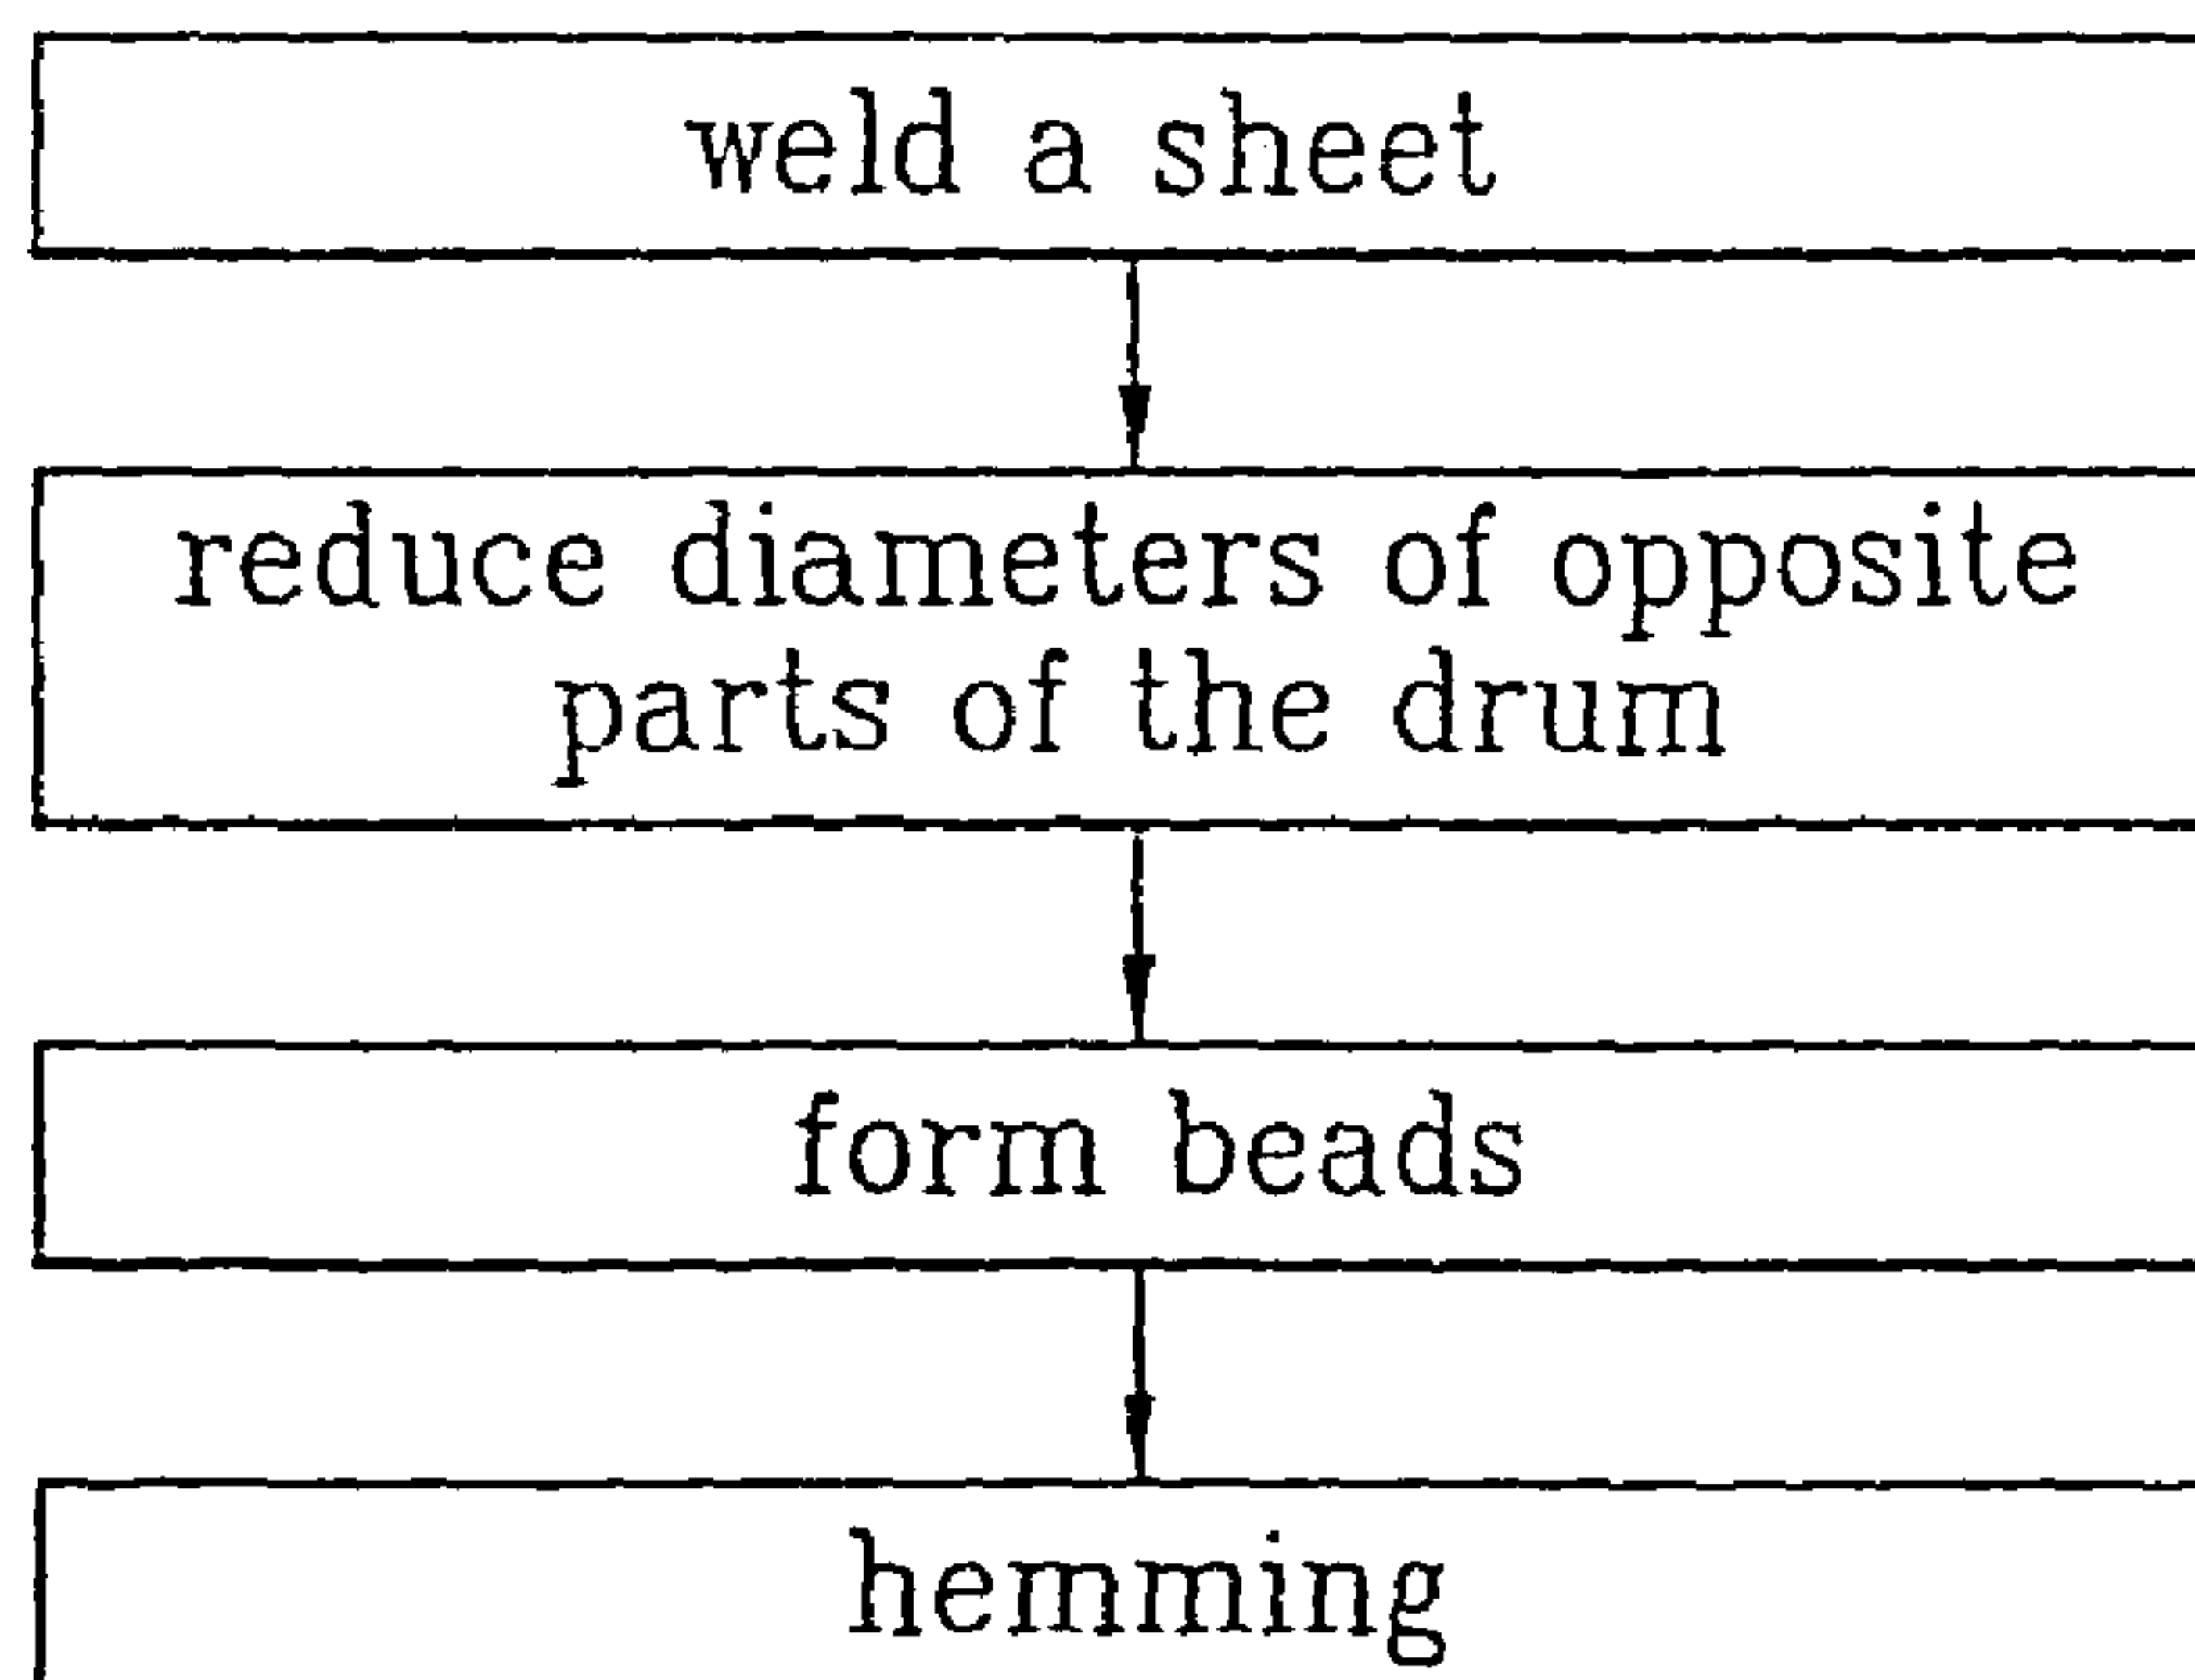 weld a sheet
reduce diameters of opposite
parts of the drum
form beads
hemming